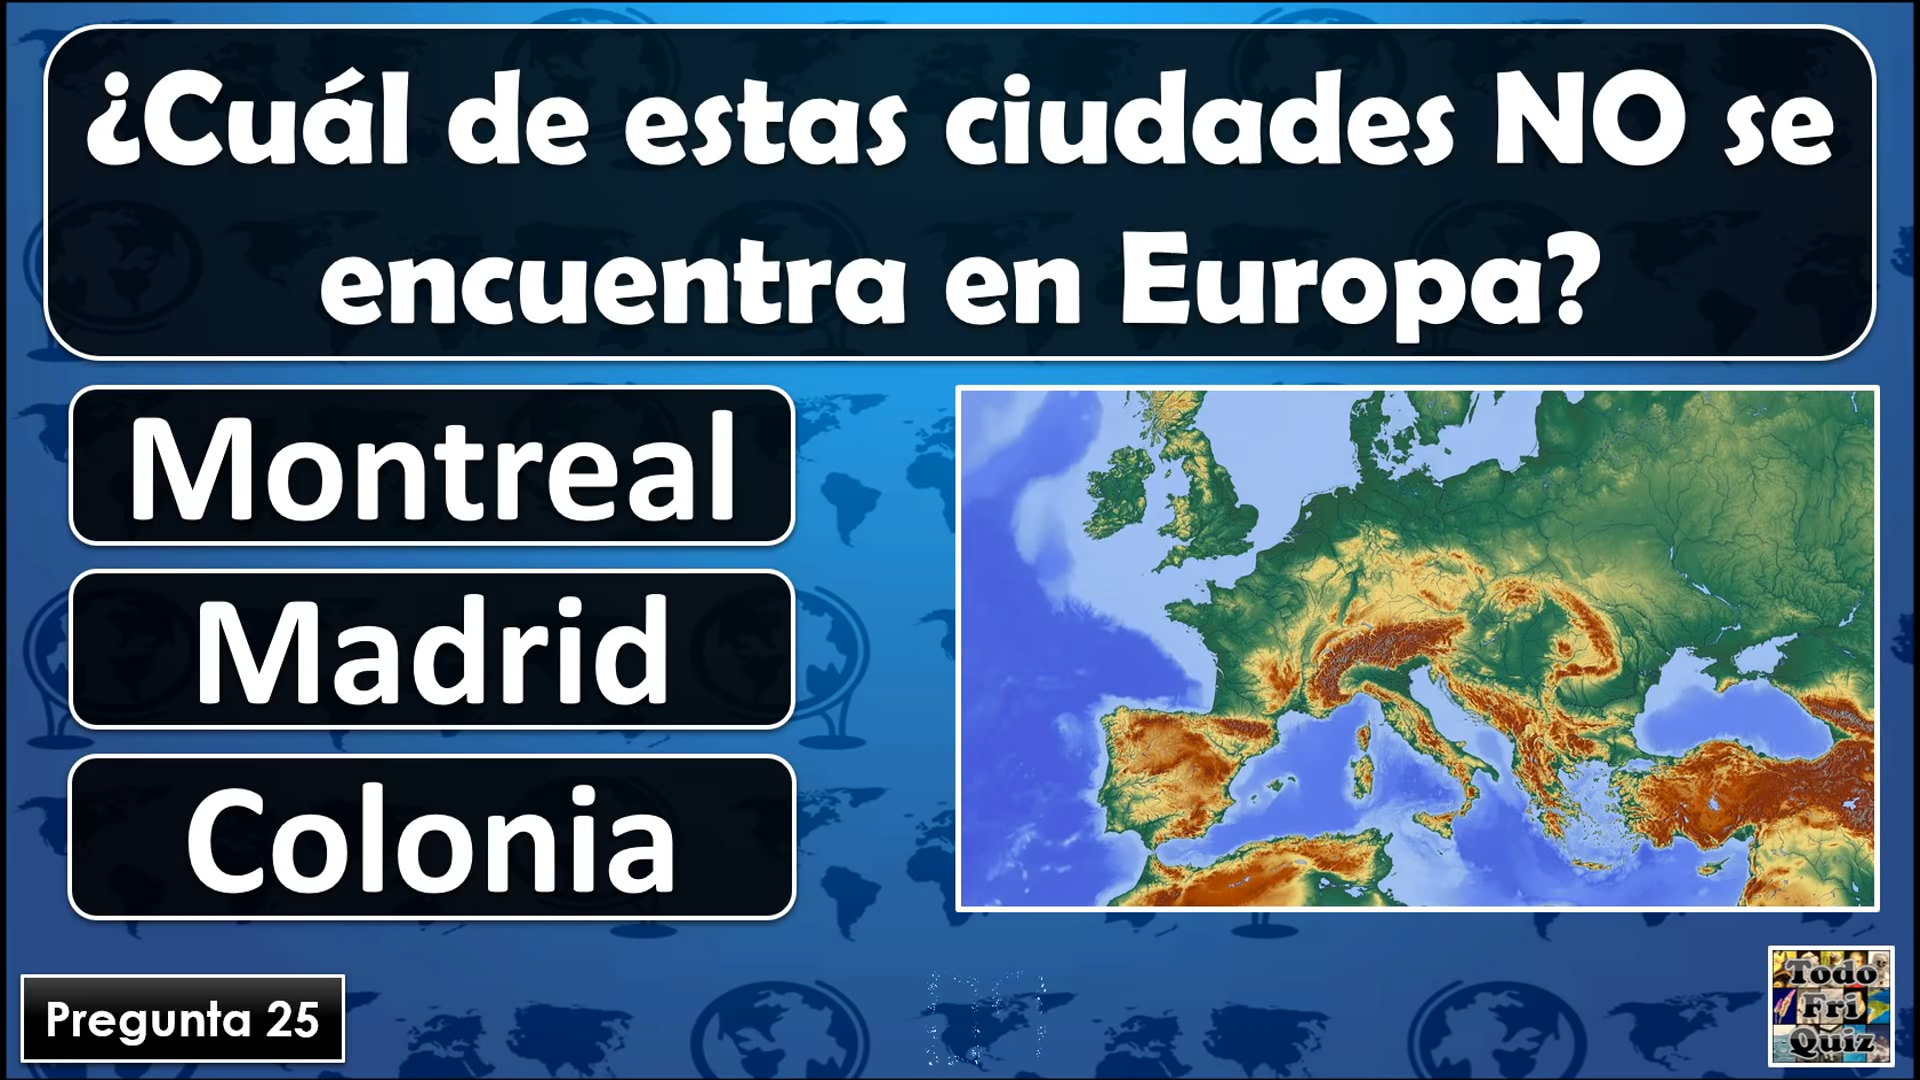 ¿Cuál de estas ciudades NO se
encuentra en Europa?
Montreal
Madrid
Colonia
Pregunta 25
Todo
Fri
Quiz